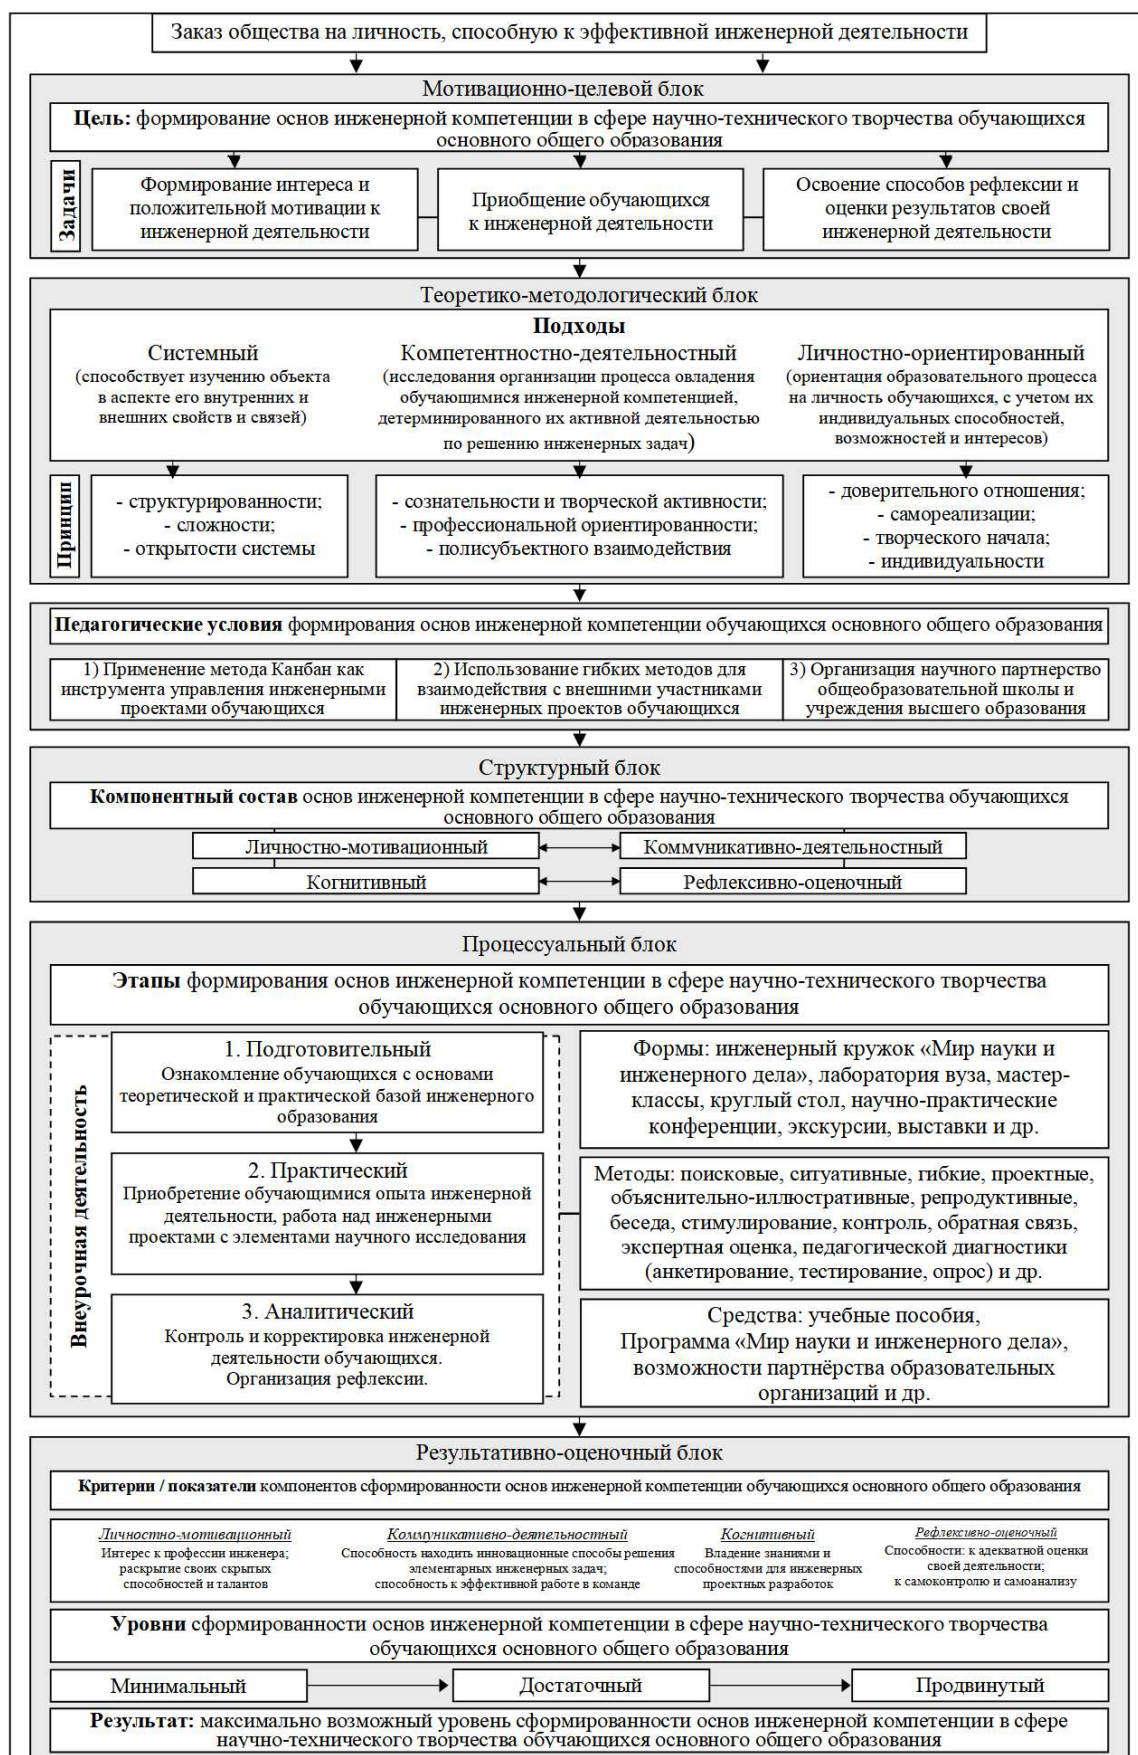 Заказ общества на личность, способную к эффективной инженерной деятельности
Мотивационно-целевой блок
Цель: формирование основ инженерной компетенции в сфере научно-технического творчества обучающихся
основного общего образования
Задачи
Формирование интереса и
положительной мотивации к
инженерной деятельности
Приобщение обучающихся
к инженерной деятельности
Освоение способов рефлексии и
оценки результатов своей
инженерной деятельности
Теоретико-методологический блок
Подходы
Системный
(способствует изучению объекта
в аспекте его внутренних и
внешних свойств и связей)
Компетентностно-деятельностный
(исследования организации процесса овладения
обучающимися инженерной компетенцией,
детерминированного их активной деятельностью
по решению инженерных задач)
Личностно-ориентированный
(ориентация образовательного процесса
на личность обучающихся, с учетом их
индивидуальных способностей,
возможностей и интересов)
Принцип
- структурированности;
- сложности;
- открытости системы
- сознательности и творческой активности;
- профессиональной ориентированности;
- полисубъектного взаимодействия
- доверительного отношения;
- самореализации;
- творческого начала;
- индивидуальности
Педагогические условия формирования основ инженерной компетенции обучающихся основного общего образования
1) Применение метода Канбан как
инструмента управления инженерными
проектами обучающихся
2) Использование гибких методов для
взаимодействия с внешними участниками
инженерных проектов обучающихся
3) Организация научного партнерство
общеобразовательной школы и
учреждения высшего образования
Структурный блок
Компонентный состав основ инженерной компетенции в сфере научно-технического творчества обучающихся
основного общего образования
Личностно-мотивационный
Коммуникативно-деятельностный
Когнитивный
Рефлексивно-оценочный
Процессуальный блок
Этапы формирования основ инженерной компетенции в сфере научно-технического творчества
обучающихся основного общего образования
Внеурочная деятельность
1. Подготовительный
Ознакомление обучающихся с основами
теоретической и практической базой инженерного
образования
2. Практический
Приобретение обучающимися опыта инженерной
деятельности, работа над инженерными
проектами с элементами научного исследования
3. Аналитический
Контроль и корректировка инженерной
деятельности обучающихся.
Организация рефлексии.
Формы: инженерный кружок «Мир науки и
инженерного дела», лаборатория вуза, мастер-
классы, круглый стол, научно-практические
конференции, экскурсии, выставки и др.
Методы: поисковые, ситуативные, гибкие, проектные,
объяснительно-иллюстративные, репродуктивные,
беседа, стимулирование, контроль, обратная связь,
экспертная оценка, педагогической диагностики
(анкетирование, тестирование, опрос) и др.
Средства: учебные пособия,
Программа «Мир науки и инженерного дела»,
возможности партнёрства образовательных
организаций и др.
Результативно-оценочный блок
Критерии / показатели компонентов сформированности основ инженерной компетенции обучающихся основного общего образования
Личностно-мотивационный
Интерес к профессии инженера;
раскрытие своих скрытых
способностей и талантов
Коммуникативно-деятельностный
Способность находить инновационные способы решения
элементарных инженерных задач;
способность к эффективной работе в команде
Когнитивный
Владение знаниями и
способностями для инженерных
проектных разработок
Рефлексивно-оценочный
Способности: к адекватной оценки
своей деятельности;
к самоконтролю и самоанализу
Уровни сформированности основ инженерной компетенции в сфере научно-технического творчества
обучающихся основного общего образования
Минимальный
Достаточный
Продвинутый
Результат: максимально возможный уровень сформированности основ инженерной компетенции в сфере
научно-технического творчества обучающихся основного общего образования